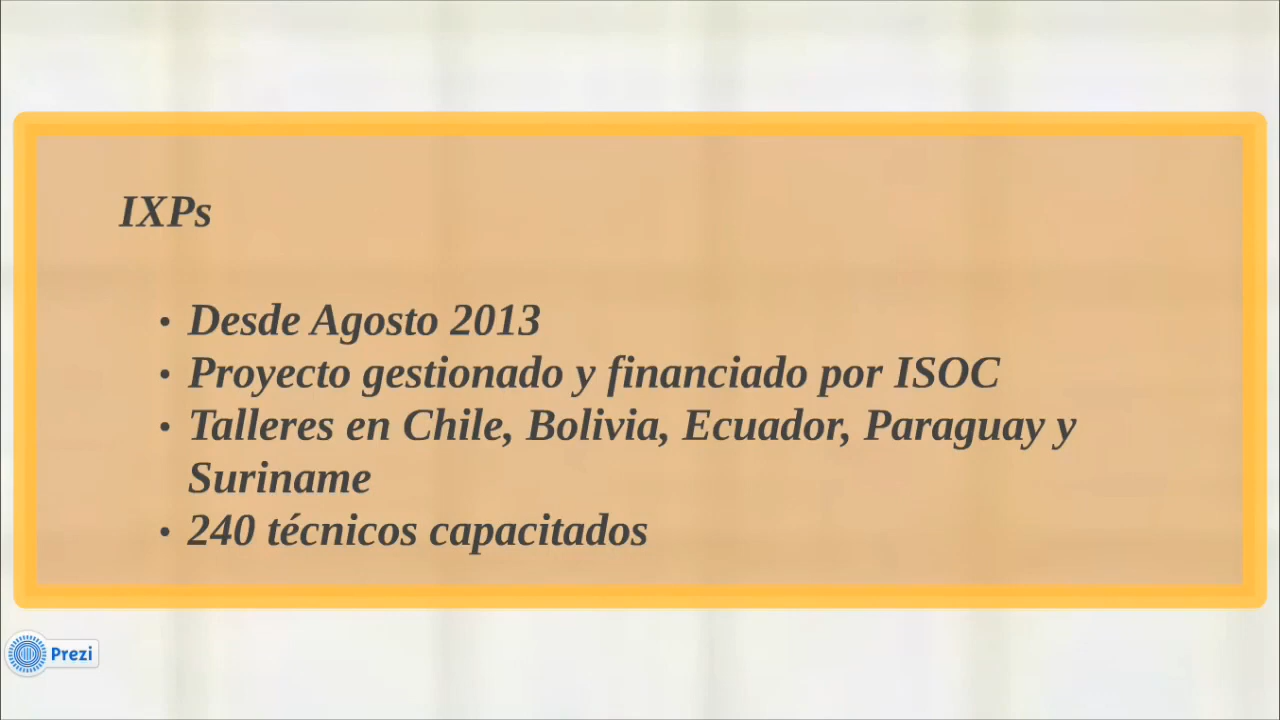 IXPs
• Desde Agosto 2013
• Proyecto gestionado y financiado por ISOC
• Talleres en Chile, Bolivia, Ecuador, Paraguay y
Suriname
• 240 técnicos capacitados
Prezi